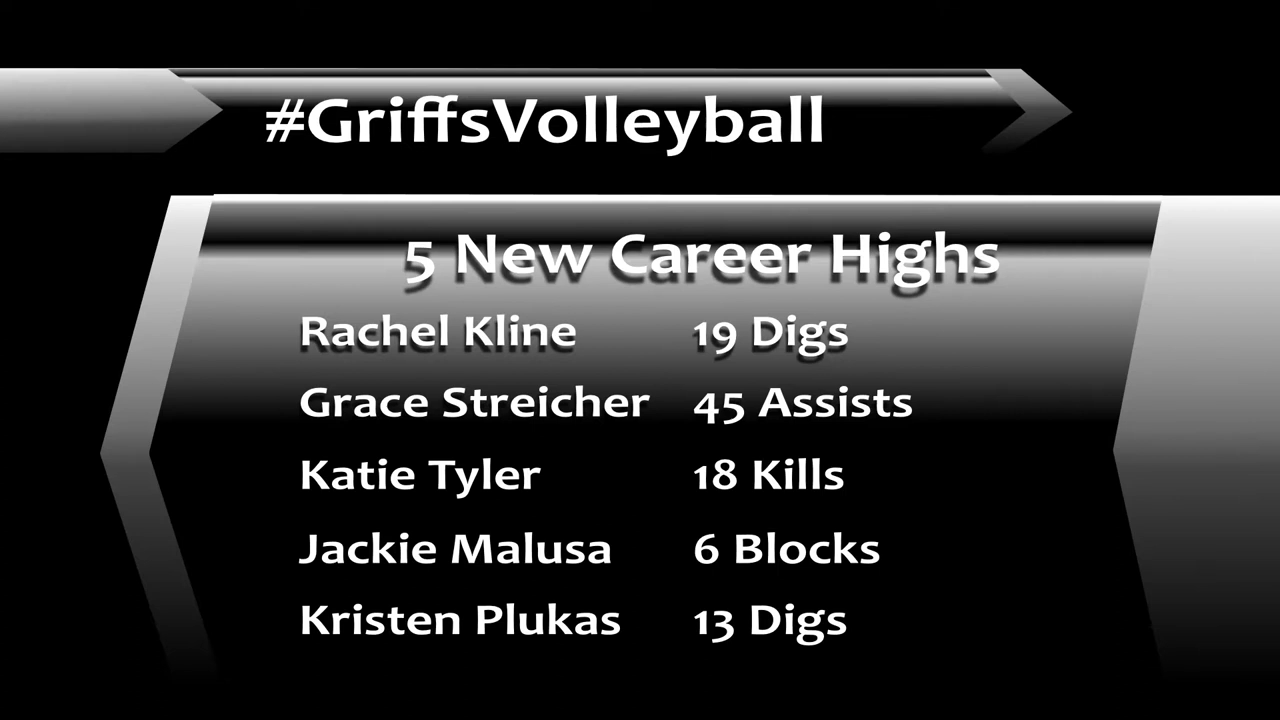 #GriffsVolleyball
5 New Career Highs
Rachel Kline 19 Digs
Grace Streicher 45 Assists
Katie Tyler 18 Kills
Jackie Malusa 6 Blocks
Kristen Plukas 13 Digs